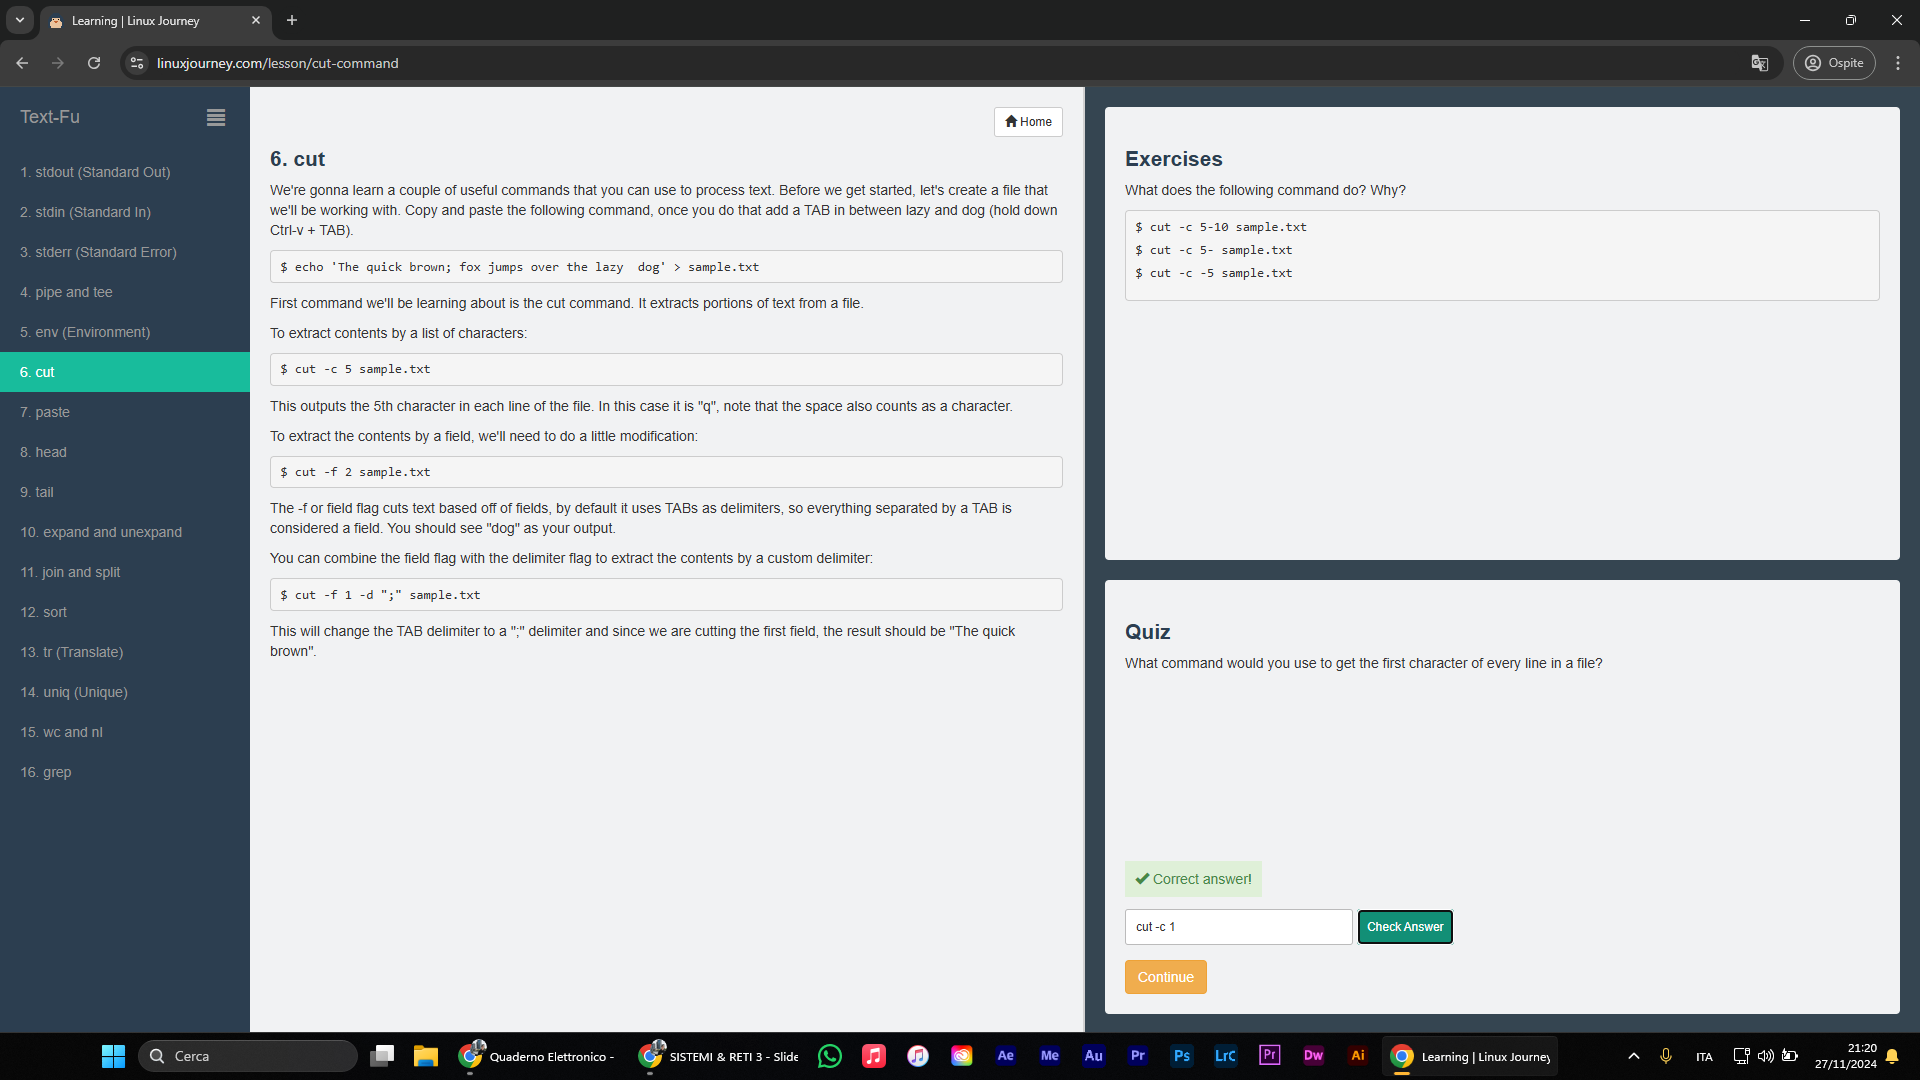 Learning | Linux Journey
linuxjourney.com/lesson/cut-command
Ospite
Text-Fu
1. stdout (Standard Out)
2. stdin (Standard In)
3. stderr (Standard Error)
4. pipe and tee
5. env (Environment)
6. cut
7. paste
8. head
9. tail
10. expand and unexpand
11. join and split
12. sort
13. tr (Translate)
14. uniq (Unique)
15. wc and nl
16. grep
Home
6. cut
We're gonna learn a couple of useful commands that you can use to process text. Before we get started, let's create a file that
we'll be working with. Copy and paste the following command, once you do that add a TAB in between lazy and dog (hold down
Ctrl-v + TAB).
$ echo 'The quick brown; fox jumps over the lazy  dog' > sample.txt
First command we'll be learning about is the cut command. It extracts portions of text from a file.
To extract contents by a list of characters:
$ cut -c 5 sample.txt
This outputs the 5th character in each line of the file. In this case it is "q", note that the space also counts as a character.
To extract the contents by a field, we'll need to do a little modification:
$ cut -f 2 sample.txt
The -f or field flag cuts text based off of fields, by default it uses TABs as delimiters, so everything separated by a TAB is
considered a field. You should see "dog" as your output.
You can combine the field flag with the delimiter flag to extract the contents by a custom delimiter:
$ cut -f 1 -d ";" sample.txt
This will change the TAB delimiter to a ";" delimiter and since we are cutting the first field, the result should be "The quick
brown".
Exercises
What does the following command do? Why?
$ cut -c 5-10 sample.txt
$ cut -c 5- sample.txt
$ cut -c -5 sample.txt
Quiz
What command would you use to get the first character of every line in a file?
Correct answer!
cut -c 1
Check Answer
Continue
Cerca
Quaderno Elettronico -
SISTEMI & RETI 3 - Slide
Ae
Me
Au
Pr
Ps
LrC
Pr
Dw
Ai
Learning | Linux Journey
ITA
21:20
27/11/2024